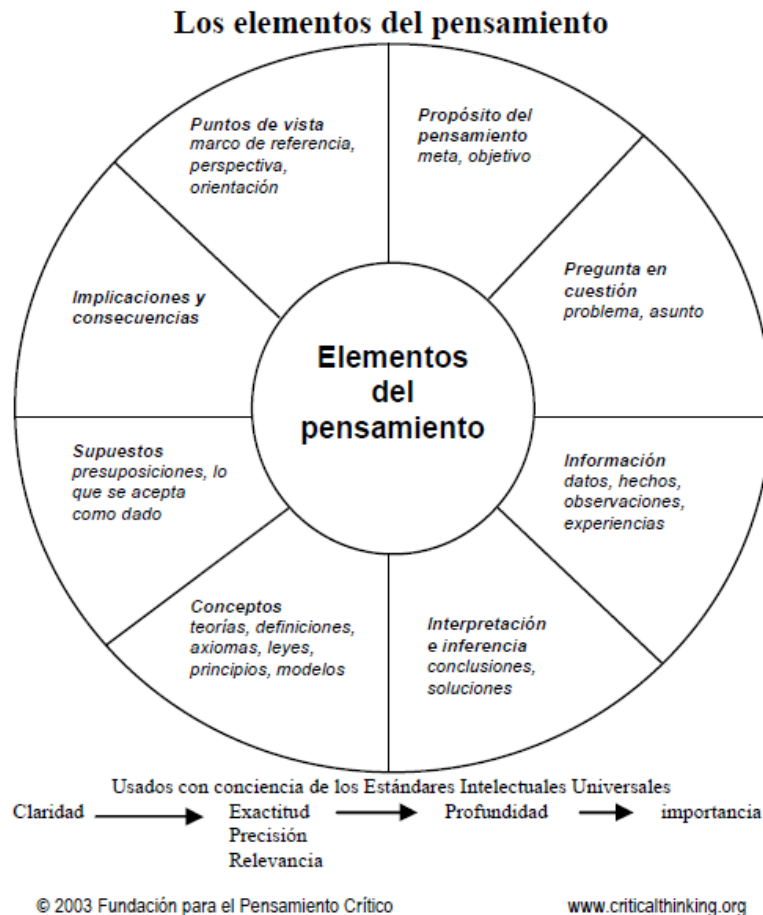 Los elementos del pensamiento
Puntos de vista
marco de referencia,
perspectiva,
orientación
Propósito del
pensamiento
meta, objetivo
Pregunta en
cuestión
problema, asunto
Información
datos, hechos,
observaciones,
experiencias
Interpretación
e inferencia
conclusiones,
soluciones
Conceptos
teorías, definiciones,
axiomas, leyes,
principios, modelos
Supuestos
presuposiciones, lo
que se acepta
como dado
Implicaciones y
consecuencias
Elementos
del
pensamiento
Usados con conciencia de los Estándares Intelectuales Universales
Claridad
Exactitud
Precisión
Relevancia
Profundidad
importancia
© 2003 Fundación para el Pensamiento Crítico
www.criticalthinking.org